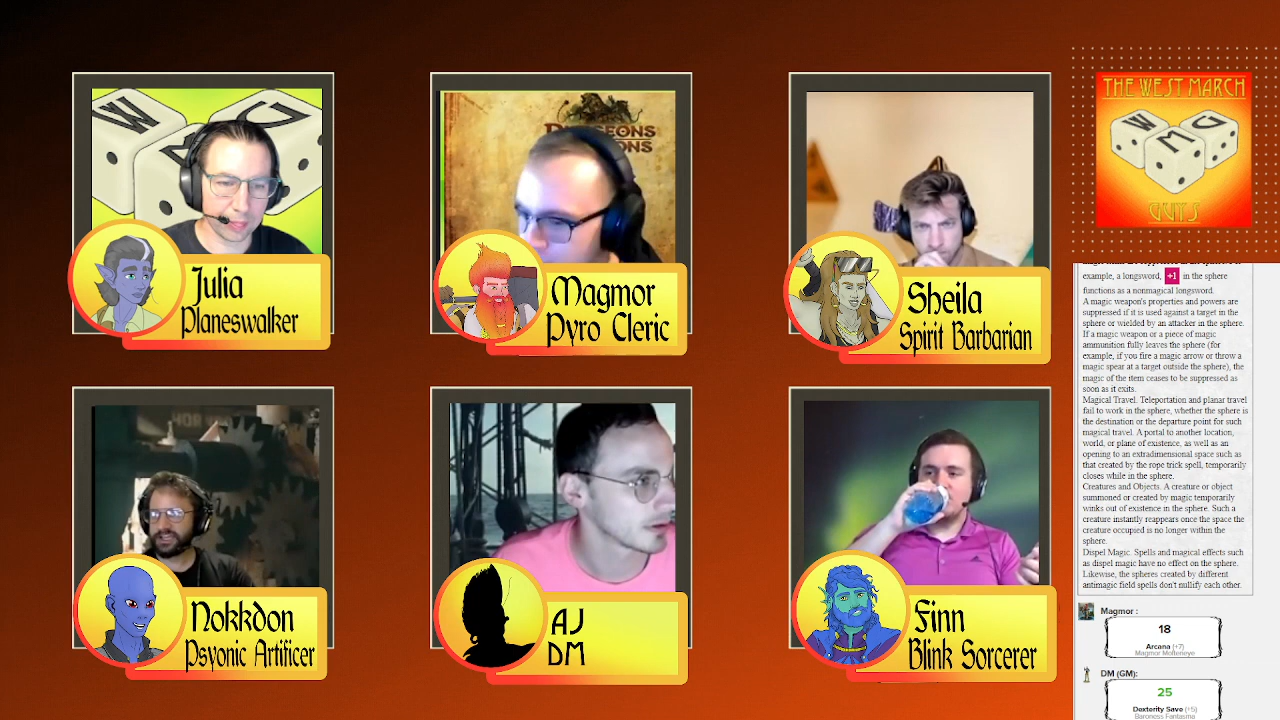 W
M
G
DUNGEONS
Julia
Planeswalker
Magmor
Pyro Cleric
Sheila
Spirit Barbarian
THE WEST MARCH
W
M
G
GUYS
example, a longsword, +1 in the sphere
functions as a nonmagical longsword.
A magic weapon's properties and powers are
suppressed if it is used against a target in the
sphere or wielded by an attacker in the sphere.
If a magic weapon or a piece of magic
ammunition fully leaves the sphere (for
example, if you fire a magic arrow or throw a
magic spear at a target outside the sphere), the
magic of the item ceases to be suppressed as
soon as it exits.
Magical Travel. Teleportation and planar travel
fail to work in the sphere, whether the sphere is
the destination or the departure point for such
magical travel. A portal to another location,
world, or plane of existence, as well as an
opening to an extradimensional space such as
that created by the rope trick spell, temporarily
closes while in the sphere.
Creatures and Objects. A creature or object
summoned or created by magic temporarily
winks out of existence in the sphere. Such a
creature instantly reappears once the space the
creature occupied is no longer within the
sphere.
Dispel Magic. Spells and magical effects such
as dispel magic have no effect on the sphere.
Likewise, the spheres created by different
antimagic field spells don't nullify each other.
Nokkdon
Psyonic Artificer
AJ
DM
Finn
Blink Sorcerer
Magmor :
18
Arcana (+7)
Magmor Molteneye
DM (GM):
25
Dexterity Save (+5)
Baroness Fantasma